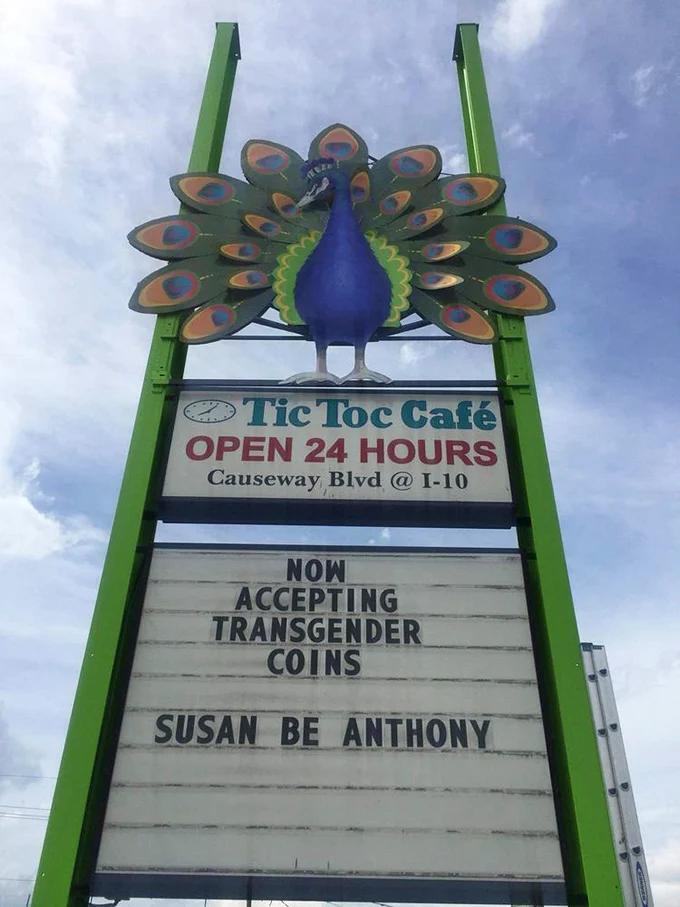 Tic Toc Café
OPEN 24 HOURS
Causeway Blvd @ I-10
NOW
ACCEPTING
TRANSGENDER
COINS
SUSAN BE ANTHONY